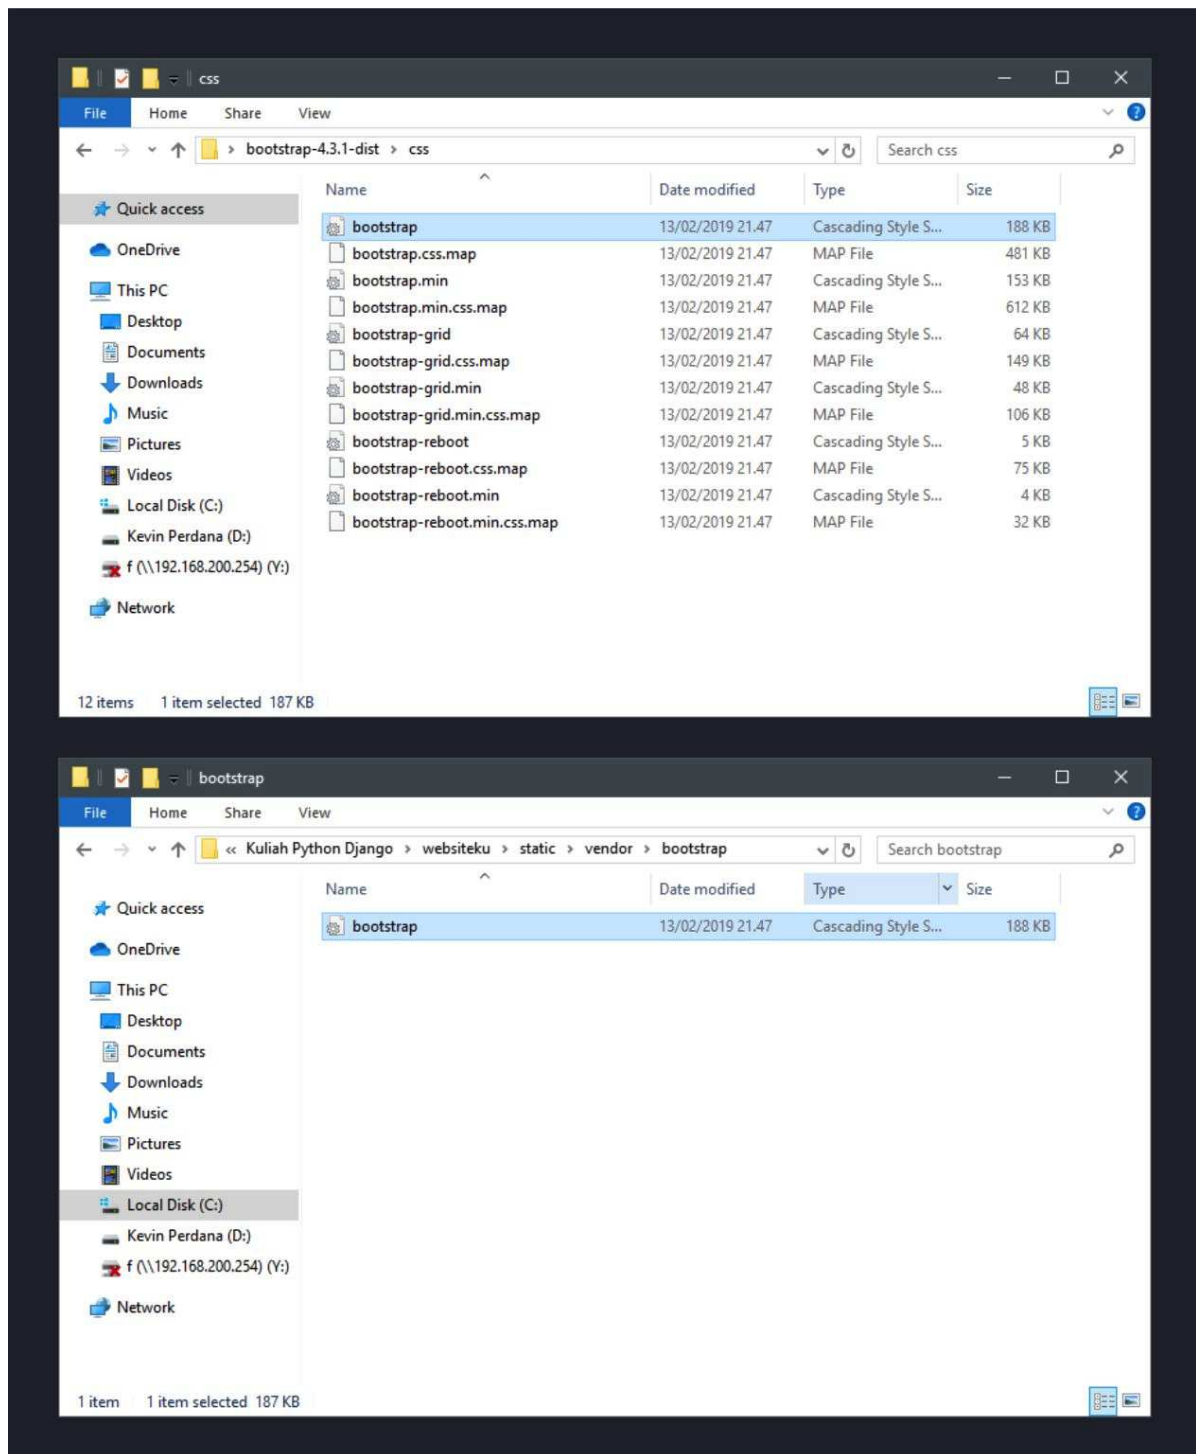 css
File Home Share View
bootstrap-4.3.1-dist > css
Search css
Name Date modified Type Size
Quick access
OneDrive
This PC
Desktop
Documents
Downloads
Music
Pictures
Videos
Local Disk (C:)
Kevin Perdana (D:)
f (\\192.168.200.254) (Y:)
Network
bootstrap 13/02/2019 21.47 Cascading Style S... 188 KB
bootstrap.css.map 13/02/2019 21.47 MAP File 481 KB
bootstrap.min 13/02/2019 21.47 Cascading Style S... 153 KB
bootstrap.min.css.map 13/02/2019 21.47 MAP File 612 KB
bootstrap-grid 13/02/2019 21.47 Cascading Style S... 64 KB
bootstrap-grid.css.map 13/02/2019 21.47 MAP File 149 KB
bootstrap-grid.min 13/02/2019 21.47 Cascading Style S... 48 KB
bootstrap-grid.min.css.map 13/02/2019 21.47 MAP File 106 KB
bootstrap-reboot 13/02/2019 21.47 Cascading Style S... 5 KB
bootstrap-reboot.css.map 13/02/2019 21.47 MAP File 75 KB
bootstrap-reboot.min 13/02/2019 21.47 Cascading Style S... 4 KB
bootstrap-reboot.min.css.map 13/02/2019 21.47 MAP File 32 KB
12 items 1 item selected 187 KB
bootstrap
File Home Share View
« Kuliah Python Django > websiteku > static > vendor > bootstrap
Search bootstrap
Name Date modified Type Size
Quick access
OneDrive
This PC
Desktop
Documents
Downloads
Music
Pictures
Videos
Local Disk (C:)
Kevin Perdana (D:)
f (\\192.168.200.254) (Y:)
Network
bootstrap 13/02/2019 21.47 Cascading Style S... 188 KB
1 item 1 item selected 187 KB